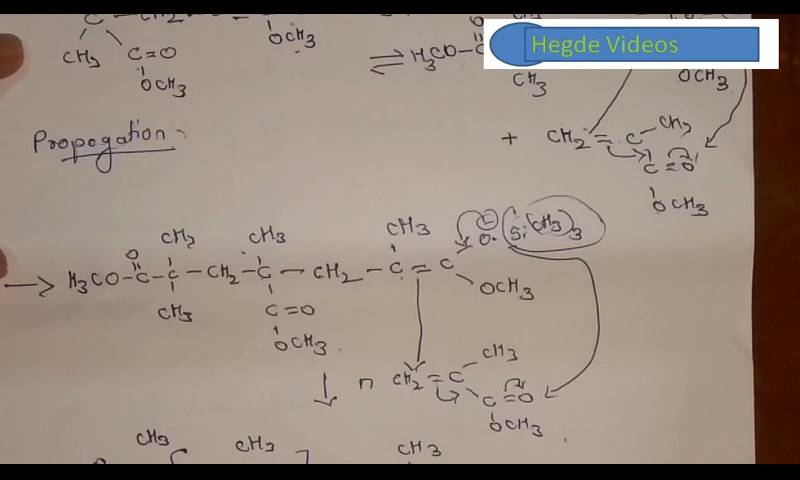 Hegde Videos
C
CH3 C=O
OCH3
OCH3
⇌ H3CO-C
CH3
OCH3
Propogation :
+ CH2=C-CH3
C=O
OCH3
CH3 CH3 CH3 ⊖ O. Si(CH3)3
→ H3CO-C(=O)-C-CH2-C-CH2-C=C
CH3 C=O OCH3
OCH3
↓ n CH2=C-CH3
C=O
OCH3
CH3 CH3 CH3